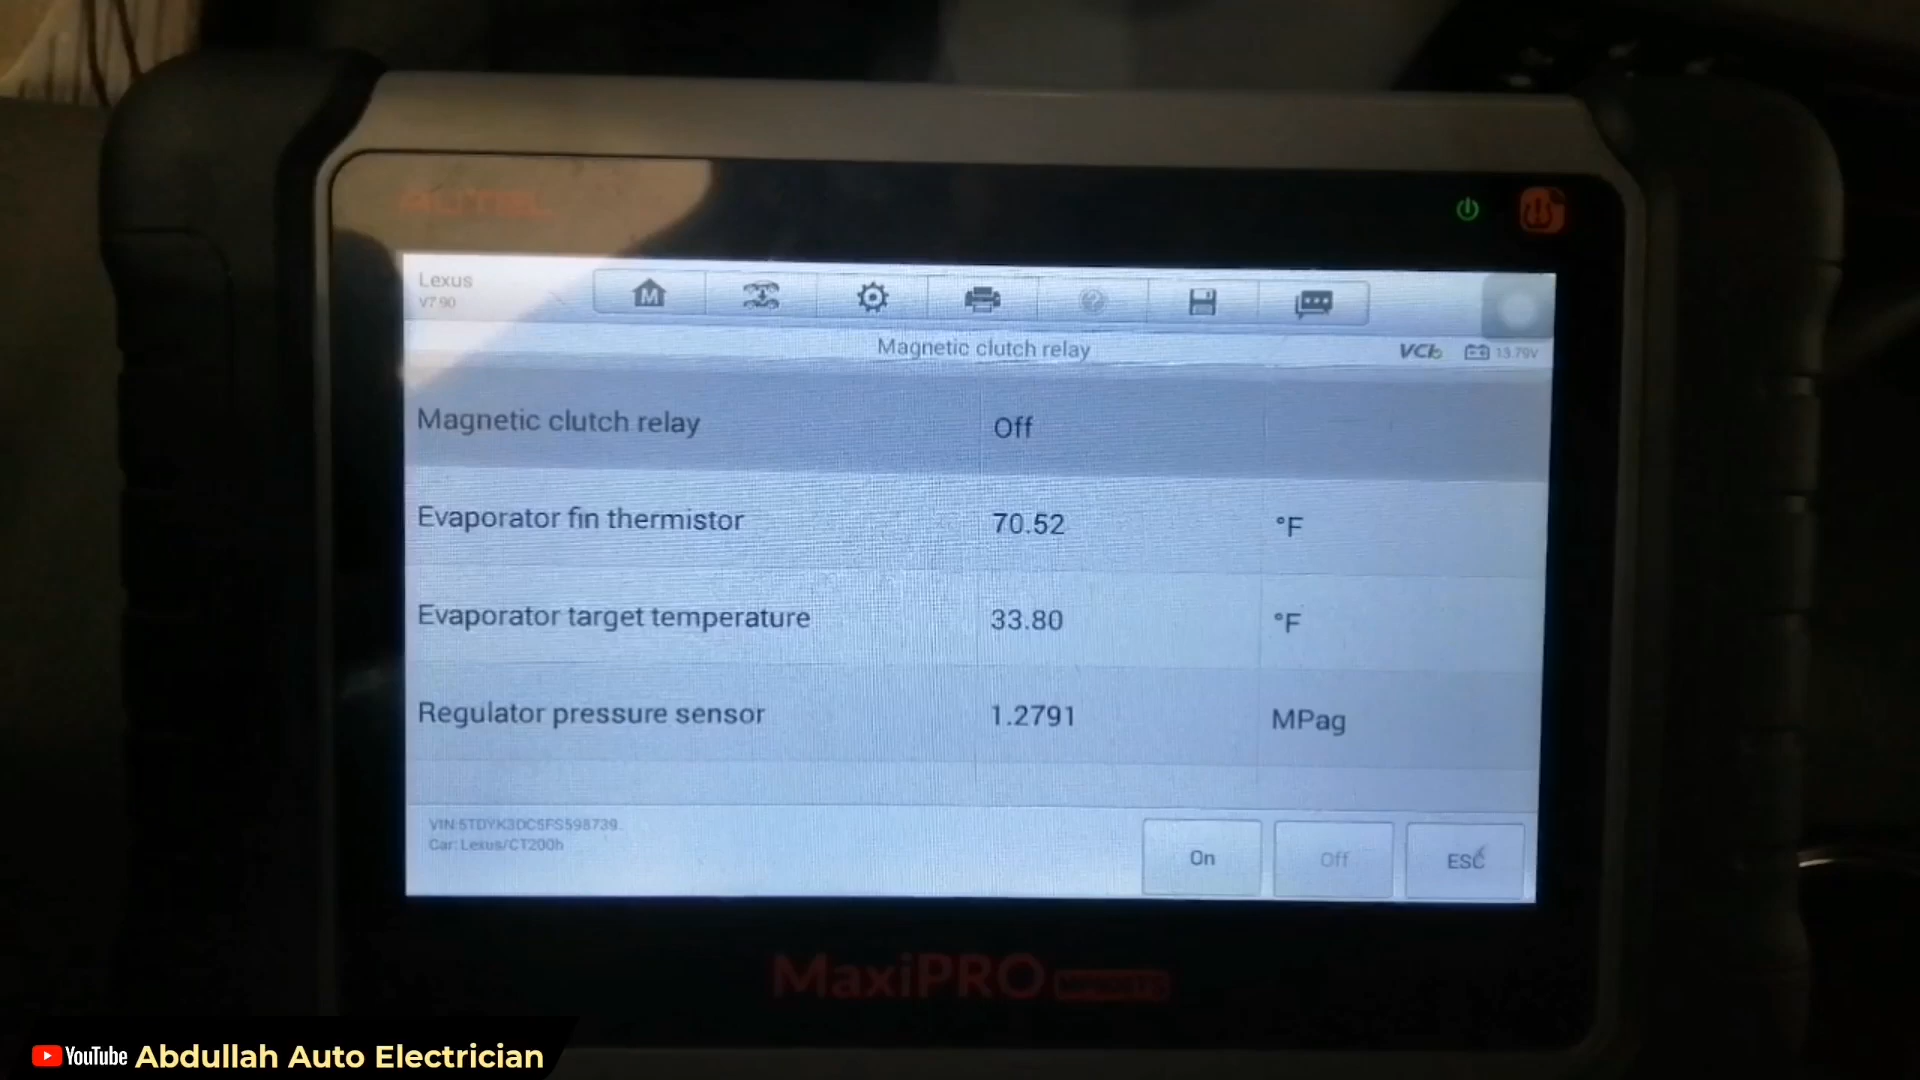 AUTEL
Lexus
V7.90
M
Magnetic clutch relay
VCI
13.79V
Magnetic clutch relay Off
Evaporator fin thermistor 70.52 °F
Evaporator target temperature 33.80 °F
Regulator pressure sensor 1.2791 MPag
VIN:5TDYK3DC5FS598739
Car: Lexus/CT200h
On Off ESC
MaxiPRO
YouTube Abdullah Auto Electrician